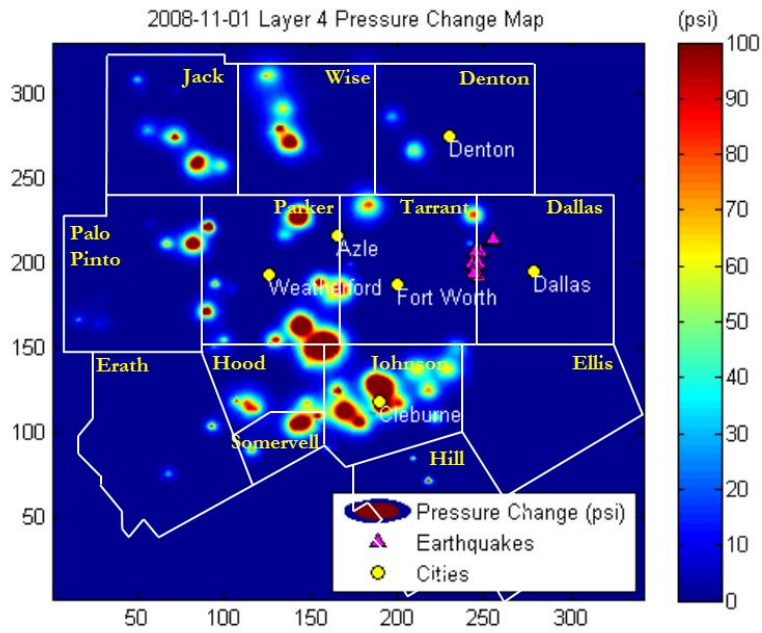 2008-11-01 Layer 4 Pressure Change Map
(psi)
Jack
Wise
Denton
Denton
Parker
Tarrant
Dallas
Palo
Pinto
Azle
Weatherford
Fort Worth
Dallas
Erath
Hood
Johnson
Ellis
Cleburne
Somervell
Hill
Pressure Change (psi)
Earthquakes
Cities
300
250
200
150
100
50
50
100
150
200
250
300
100
90
80
70
60
50
40
30
20
10
0